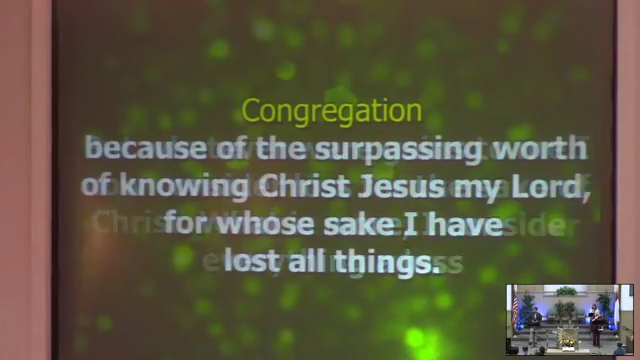 Congregation
because of the surpassing worth
of knowing Christ Jesus my Lord,
for whose sake I have
lost all things.